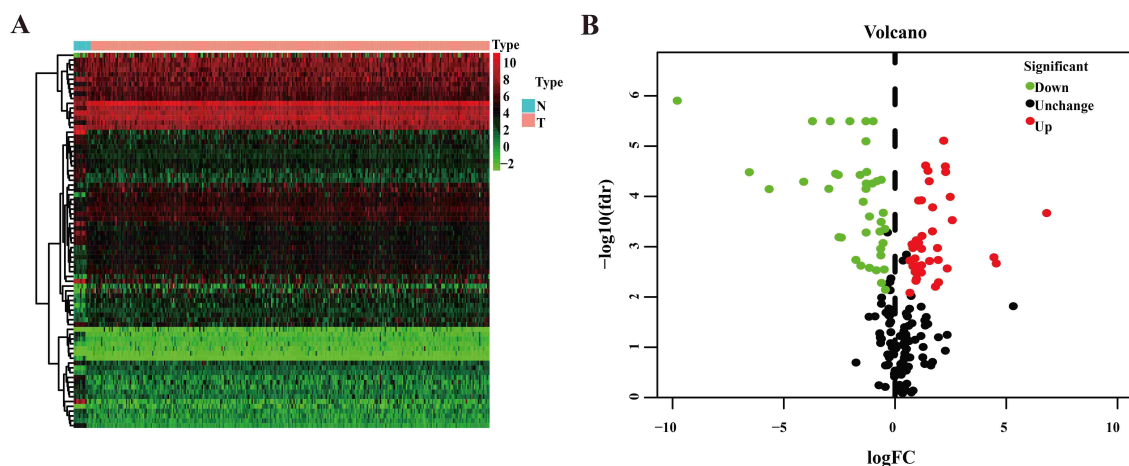 A
Type
10
8
6
4
2
0
−2
Type
N
T
B
Volcano
Significant
Down
Unchange
Up
−log10(fdr)
6
5
4
3
2
1
0
−10
−5
0
5
10
logFC